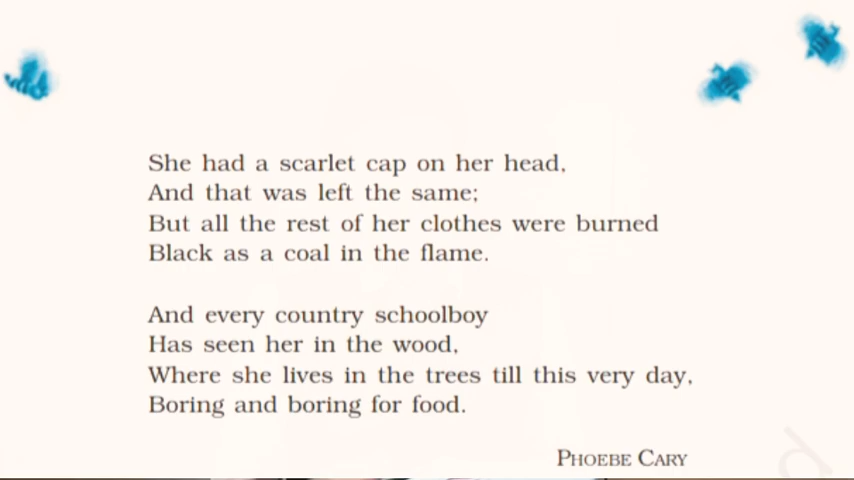 She had a scarlet cap on her head,
And that was left the same;
But all the rest of her clothes were burned
Black as a coal in the flame.
And every country schoolboy
Has seen her in the wood,
Where she lives in the trees till this very day,
Boring and boring for food.
PHOEBE CARY
d